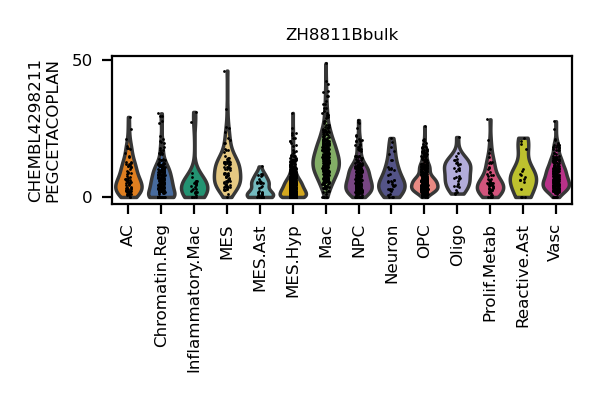 ZH8811Bbulk
CHEMBL4298211
PEGCETACOPLAN
50
0
AC
Chromatin.Reg
Inflammatory.Mac
MES
MES.Ast
MES.Hyp
Mac
NPC
Neuron
OPC
Oligo
Prolif.Metab
Reactive.Ast
Vasc